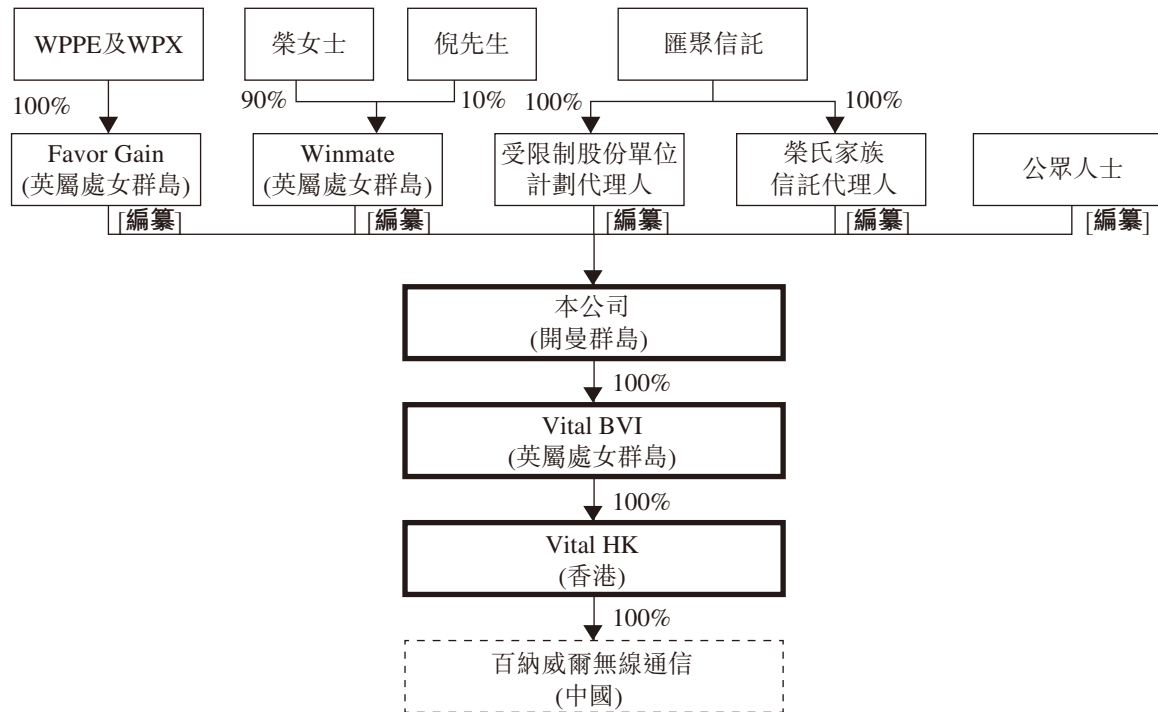 WPPE及WPX
榮女士
倪先生
匯聚信託
100%
90%
10%
100%
100%
Favor Gain
(英屬處女群島)
Winmate
(英屬處女群島)
受限制股份單位
計劃代理人
榮氏家族
信託代理人
公眾人士
[編纂]
[編纂]
[編纂]
[編纂]
[編纂]
本公司
(開曼群島)
100%
Vital BVI
(英屬處女群島)
100%
Vital HK
(香港)
100%
百納威爾無線通信
(中國)